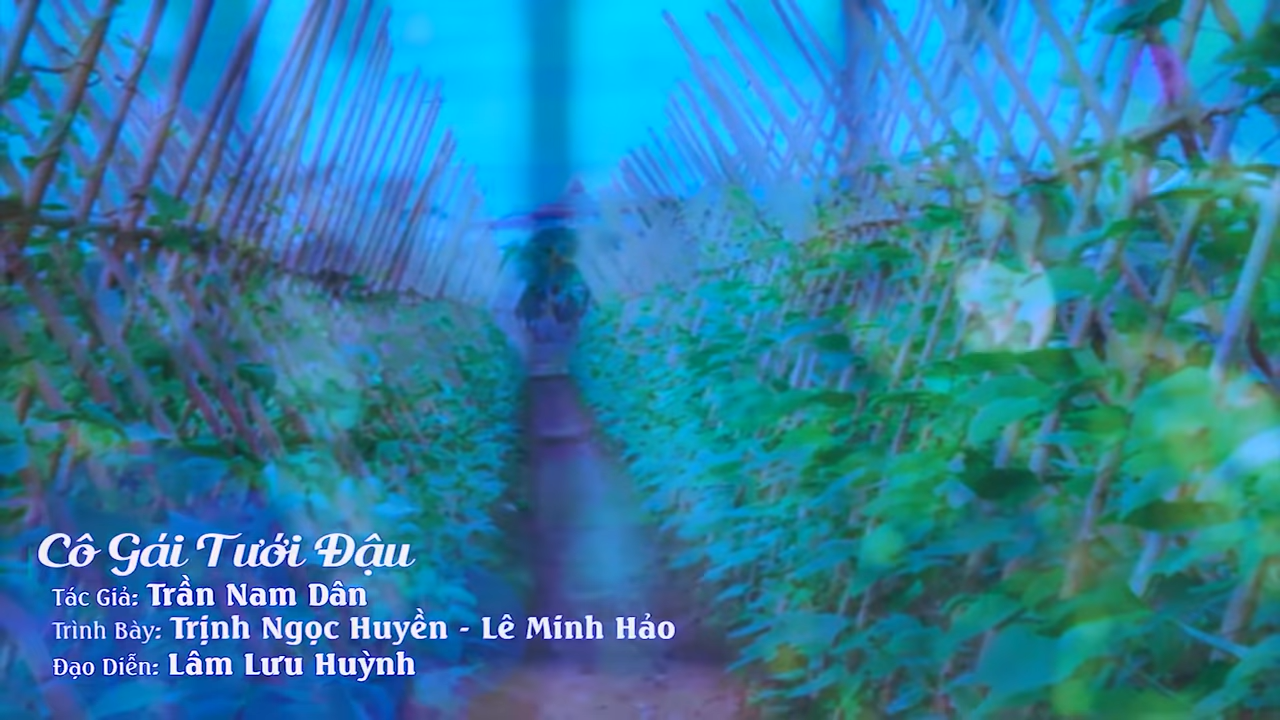 Cô Gái Tưới Đậu
Tác Giả: Trần Nam Dân
Trình Bày: Trịnh Ngọc Huyền - Lê Minh Hảo
Đạo Diễn: Lâm Lưu Huỳnh